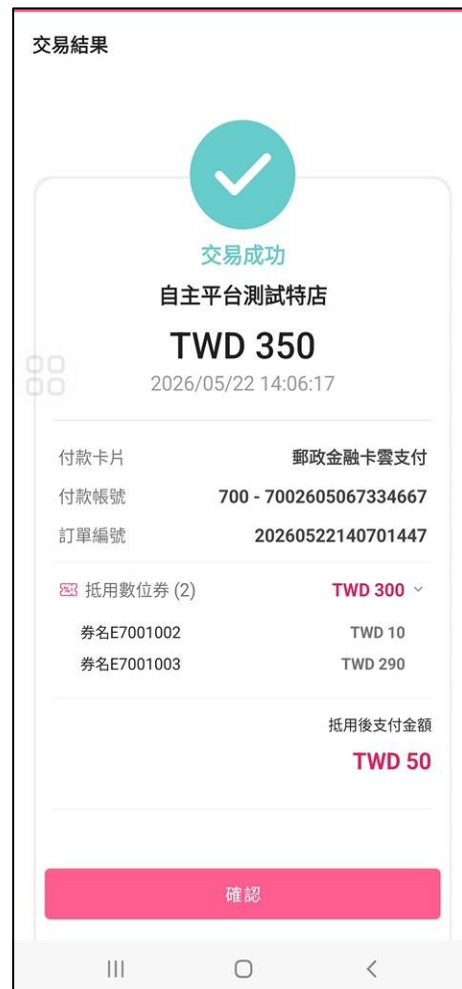 交易結果
交易成功
自主平台測試特店
TWD 350
2026/05/22 14:06:17
付款卡片 郵政金融卡雲支付
付款帳號 700 - 7002605067334667
訂單編號 20260522140701447
抵用數位券 (2) TWD 300
券名E7001002 TWD 10
券名E7001003 TWD 290
抵用後支付金額
TWD 50
確認